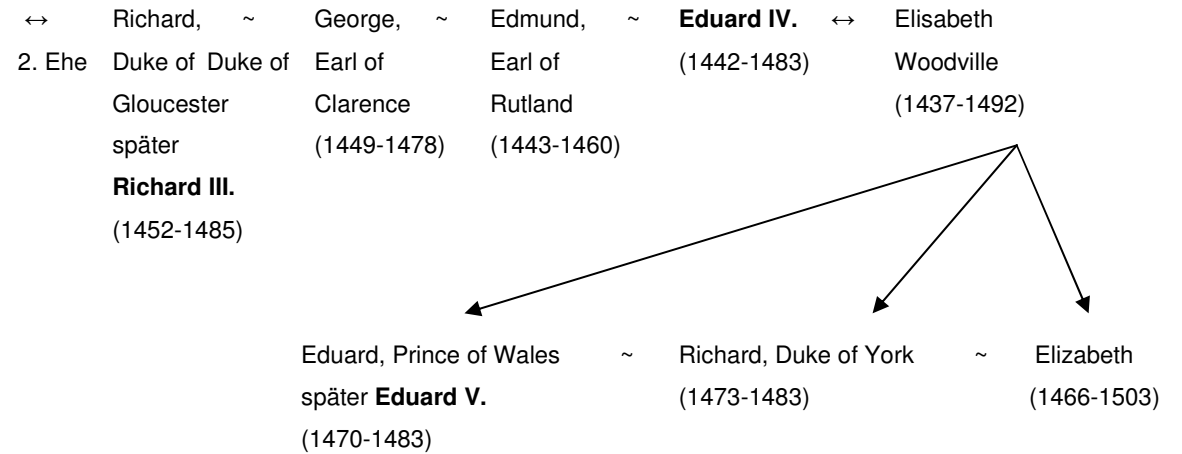 ↔ Richard, ~ George, ~ Edmund, ~ Eduard IV. ↔ Elisabeth
2. Ehe Duke of Duke of Earl of Earl of (1442-1483) Woodville
Gloucester Clarence Rutland (1437-1492)
später (1449-1478) (1443-1460)
Richard III.
(1452-1485)
Eduard, Prince of Wales ~ Richard, Duke of York ~ Elizabeth
später Eduard V. (1473-1483) (1466-1503)
(1470-1483)